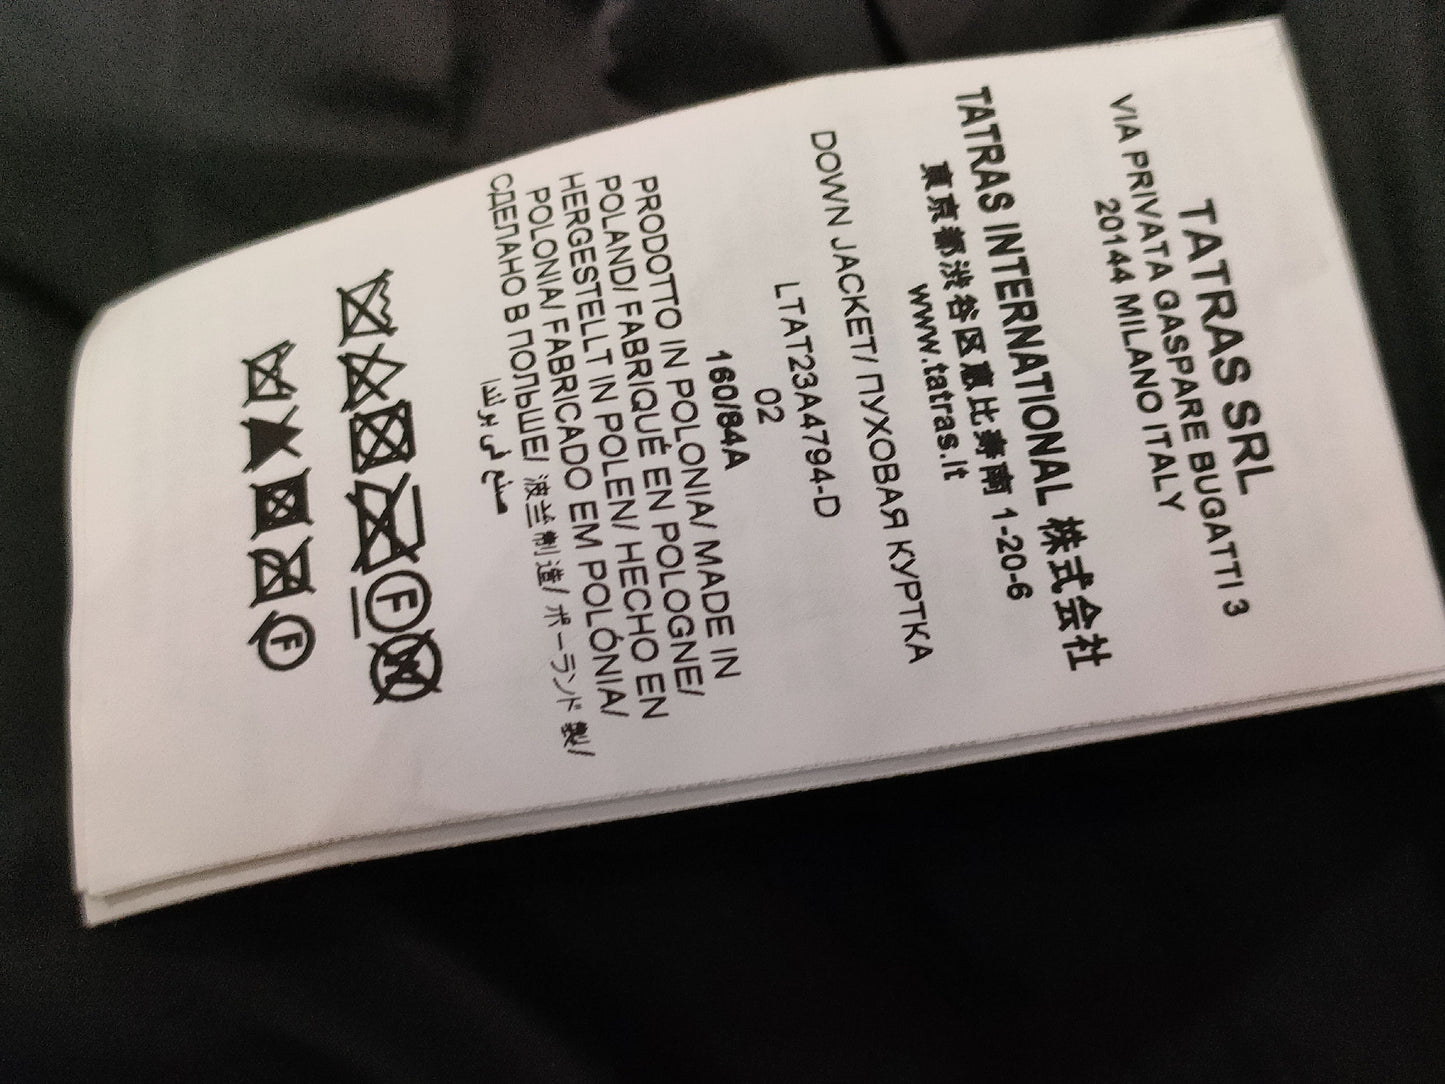 TATRAS SRL
VIA PRIVATA GASPARE BUGATTI 3
20144 MILANO ITALY
TATRAS INTERNATIONAL 株式会社
東京都渋谷区恵比寿南 1-20-6
www.tatras.it
DOWN JACKET/ ПУХОВАЯ КУРТКА
LTAT23A4794-D
02
160/84A
PRODOTTO IN POLONIA/ MADE IN
POLAND/ FABRIQUÉ EN POLOGNE/
HERGESTELLT IN POLEN/ HECHO EN
POLONIA/ FABRICADO EM POLÓNIA/
СДЕЛАНО В ПОЛЬШЕ/ 波兰制造/ ポーランド製/
صنع في بولندا
F
W
F